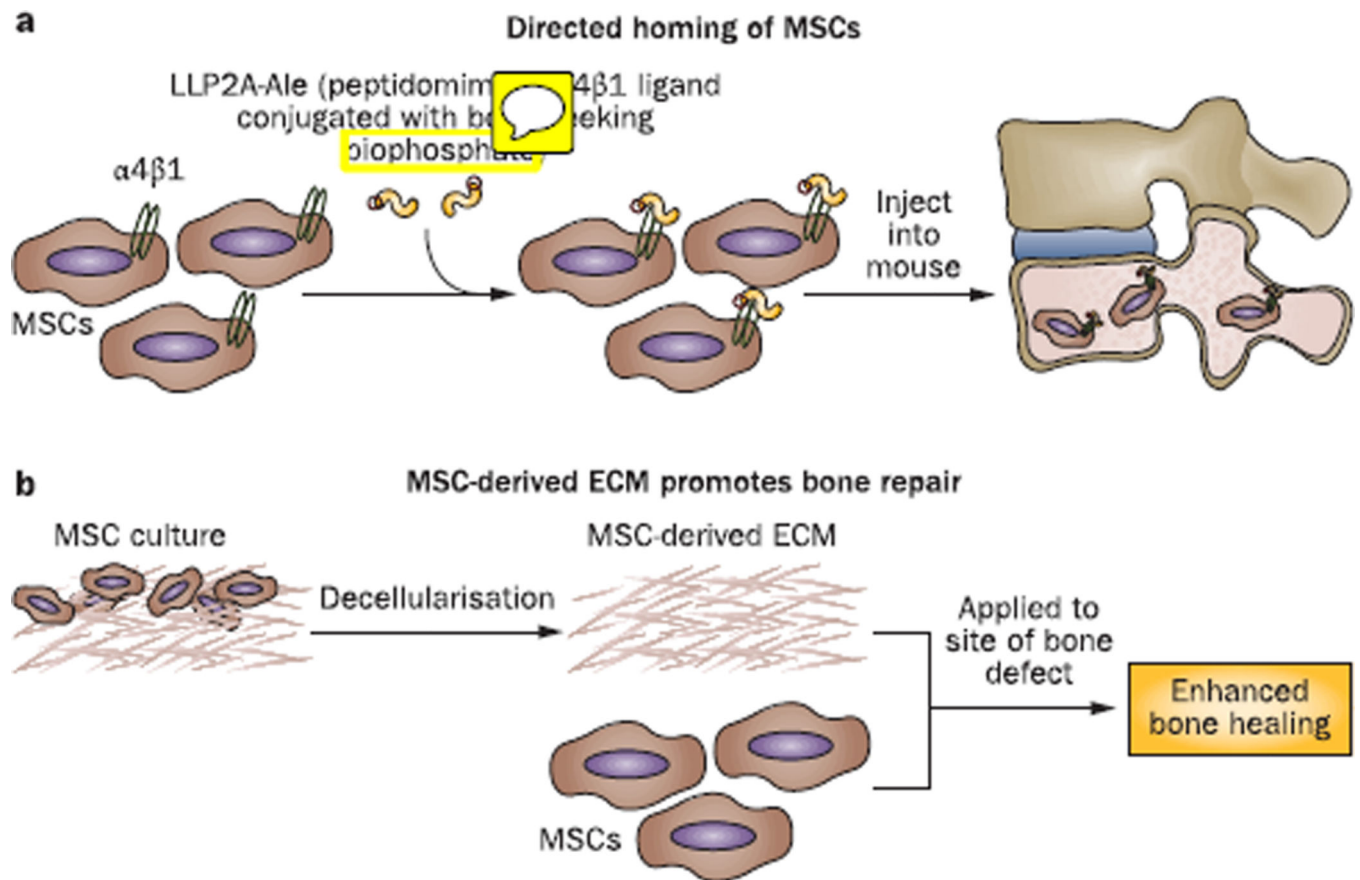 a
Directed homing of MSCs
LLP2A-Ale (peptidomim 4β1 ligand
conjugated with eeking
α4β1
MSCs
Inject
into
mouse
b
MSC-derived ECM promotes bone repair
MSC culture
Decellularisation
MSC-derived ECM
MSCs
Applied to
site of bone
defect
Enhanced
bone healing